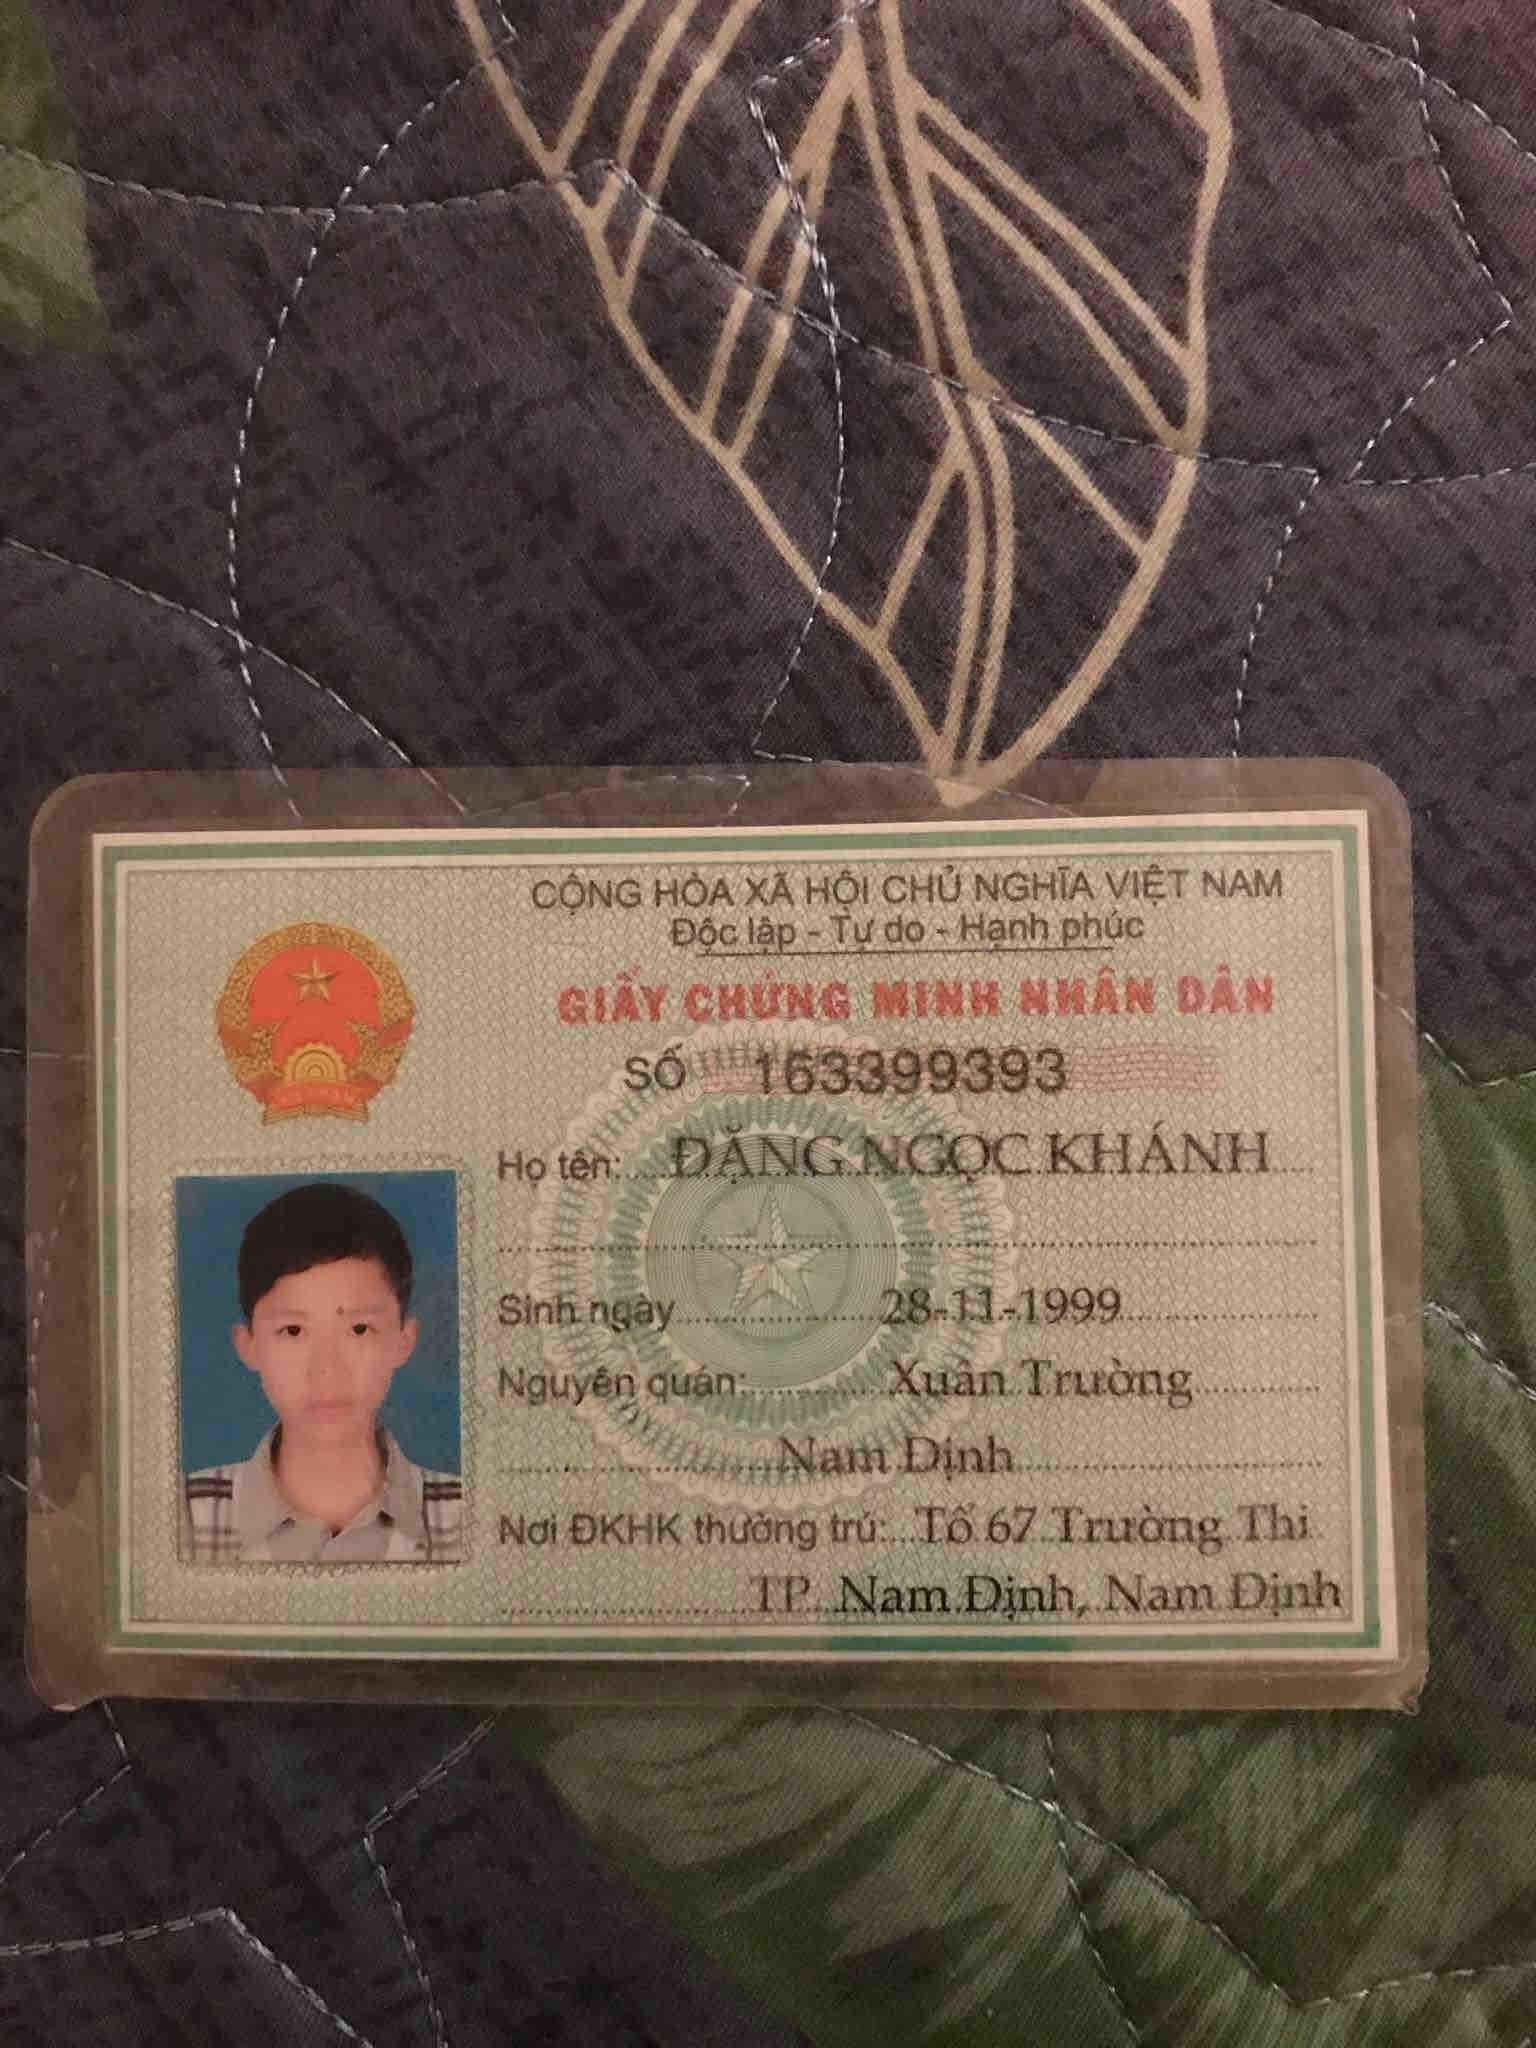 CỘNG HÒA XÃ HỘI CHỦ NGHĨA VIỆT NAM
Độc lập - Tự do - Hạnh phúc
GIẤY CHỨNG MINH NHÂN DÂN
SỐ 163399393
Họ tên: ĐẶNG NGỌC KHÁNH
Sinh ngày 28-11-1999
Nguyên quán: Xuân Trường
Nam Định
Nơi ĐKHK thường trú: Tổ 67 Trường Thi
TP. Nam Định, Nam Định